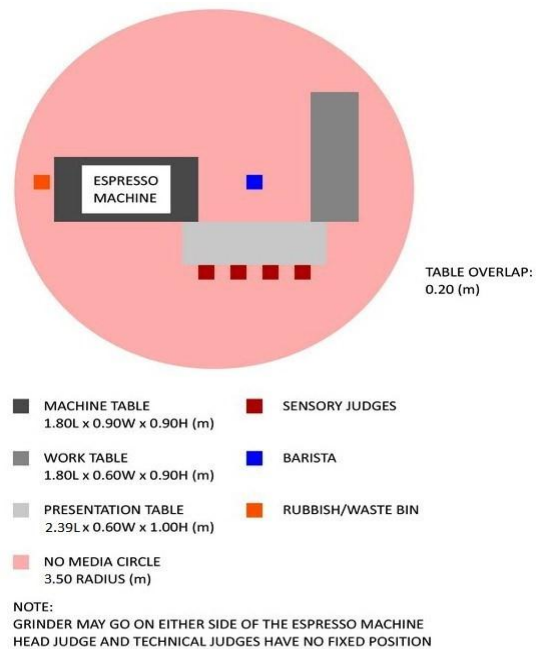 ESPRESSO
MACHINE
TABLE OVERLAP:
0.20 (m)
MACHINE TABLE
1.80L x 0.90W x 0.90H (m)
SENSORY JUDGES
WORK TABLE
1.80L x 0.60W x 0.90H (m)
BARISTA
PRESENTATION TABLE
2.39L x 0.60W x 1.00H (m)
RUBBISH/WASTE BIN
NO MEDIA CIRCLE
3.50 RADIUS (m)
NOTE:
GRINDER MAY GO ON EITHER SIDE OF THE ESPRESSO MACHINE
HEAD JUDGE AND TECHNICAL JUDGES HAVE NO FIXED POSITION